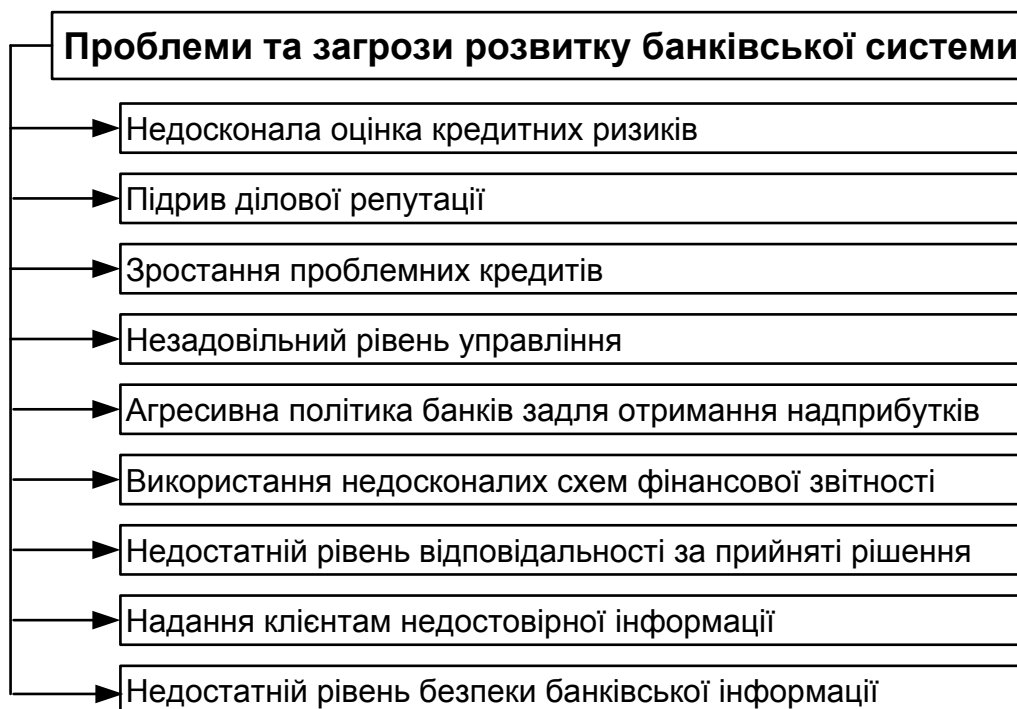 Проблеми та загрози розвитку банківської системи
Недосконала оцінка кредитних ризиків
Підрив ділової репутації
Зростання проблемних кредитів
Незадовільний рівень управління
Агресивна політика банків задля отримання надприбутків
Використання недосконалих схем фінансової звітності
Недостатній рівень відповідальності за прийняті рішення
Надання клієнтам недостовірної інформації
Недостатній рівень безпеки банківської інформації